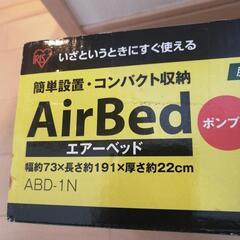 IRIS
いざというときにすぐ使える
簡単設置・コンパクト収納
AirBed
エアーベッド
ポンプ
幅約73×長さ約191×厚さ約22cm
ABD-1N